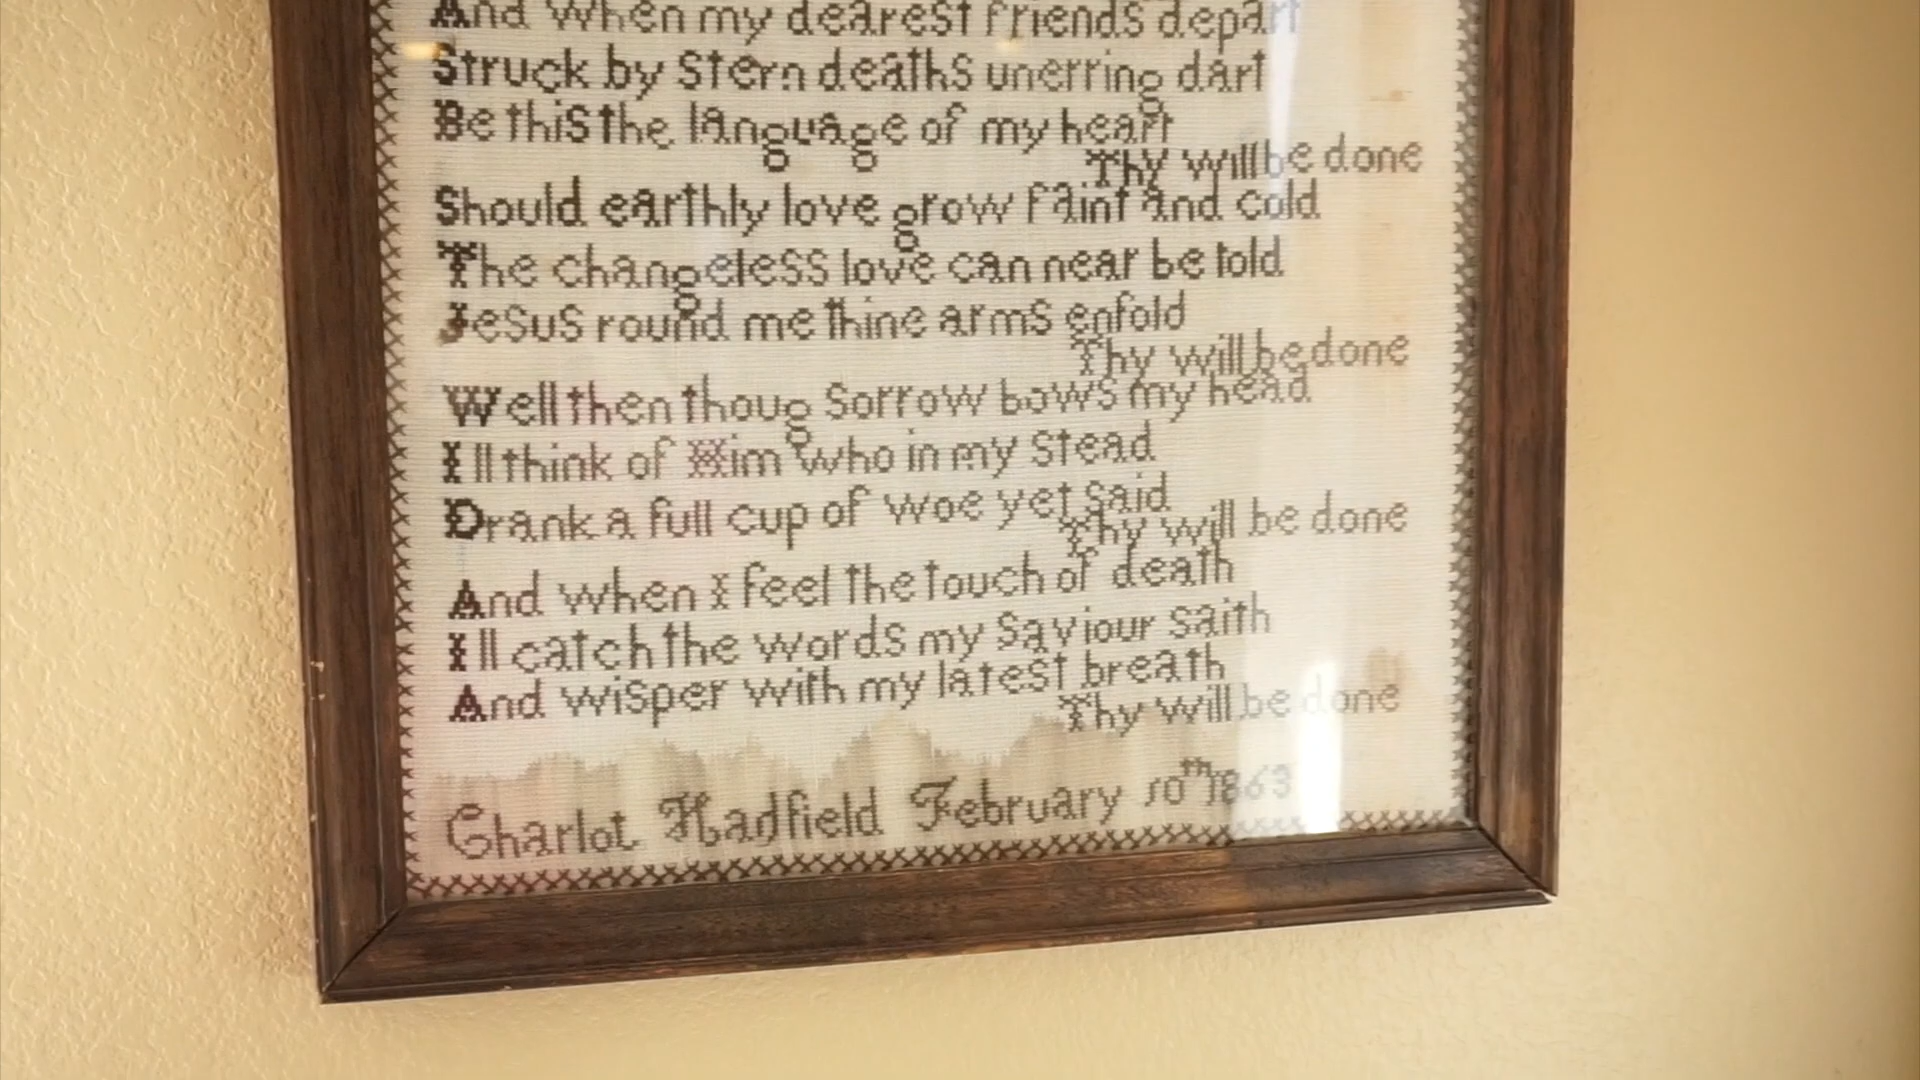 And when my dearest friends depart
Struck by Stern deaths unerring dart
Be this the language of my heart
Thy will be done
Should earthly love grow faint and cold
The changeless love can near be told
Jesus round me thine arms enfold
Thy will be done
Well then thoug Sorrow bows my head
Ill think of Him who in my Stead
Drank a full cup of woe yet said
Thy will be done
And when I feel the touch of death
Ill catch the words my Saviour saith
And wisper with my latest breath
Thy will be done
Charlot Hadfield February 10th 1863